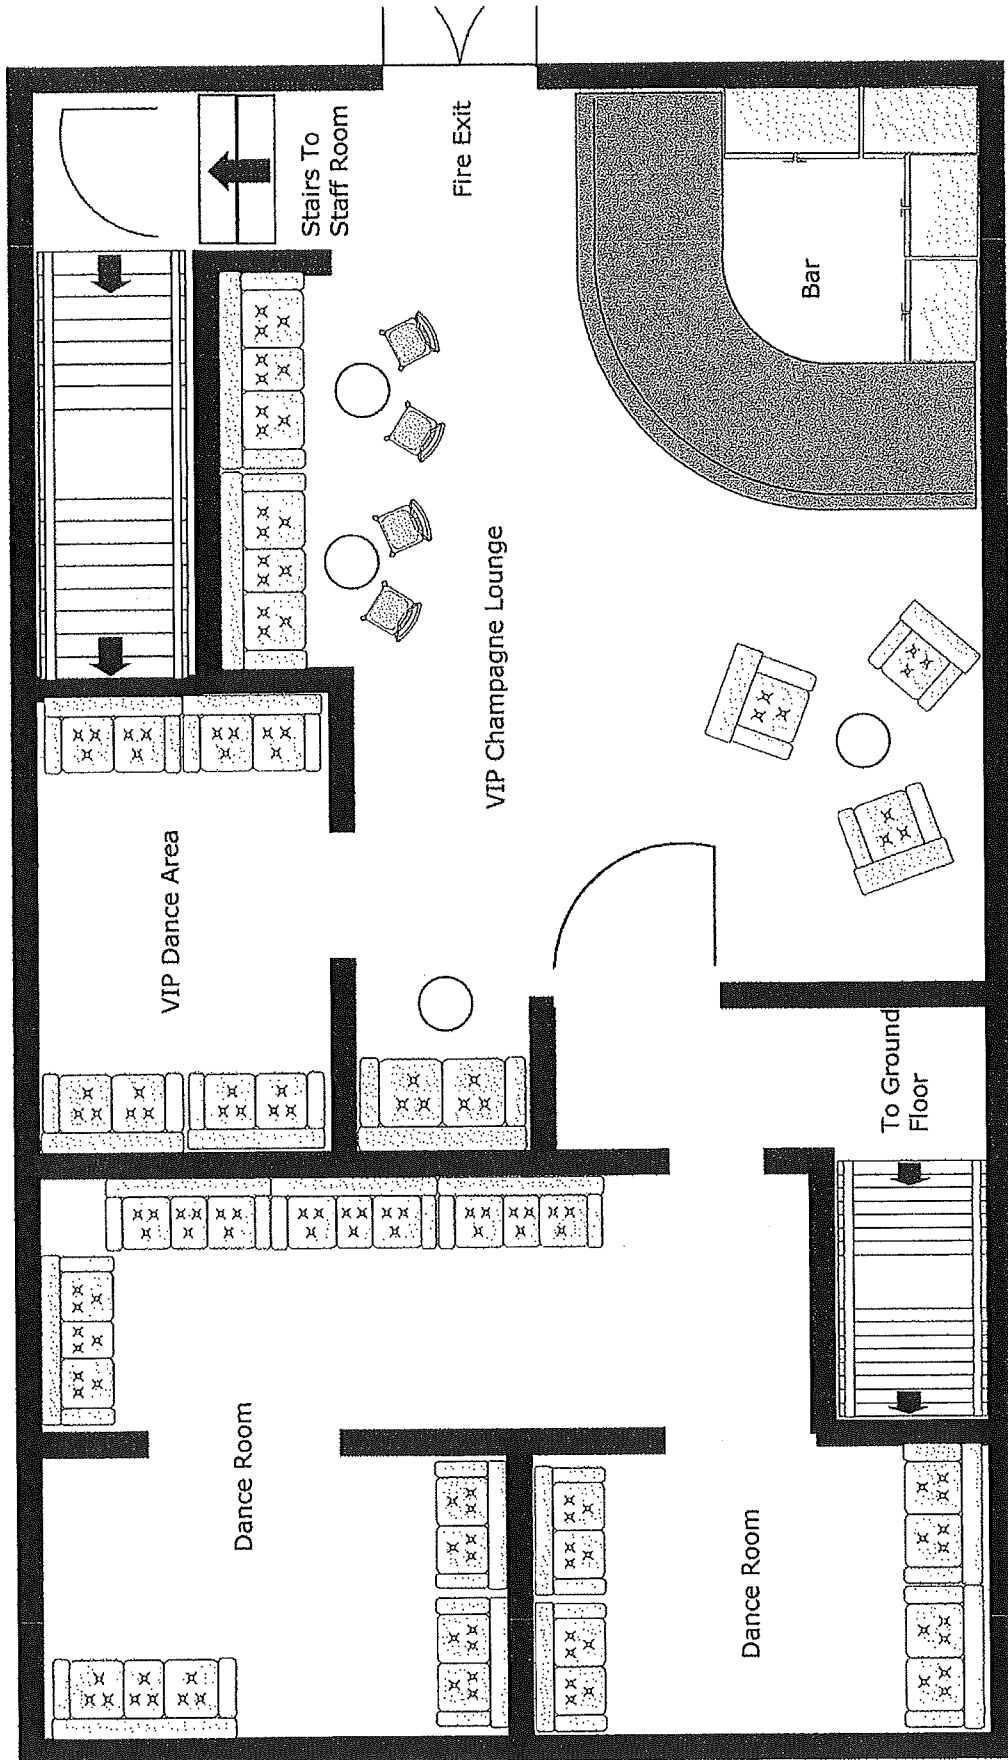 Stairs To
Staff Room
Fire Exit
Bar
VIP Champagne Lounge
VIP Dance Area
To Ground
Floor
Dance Room
Dance Room